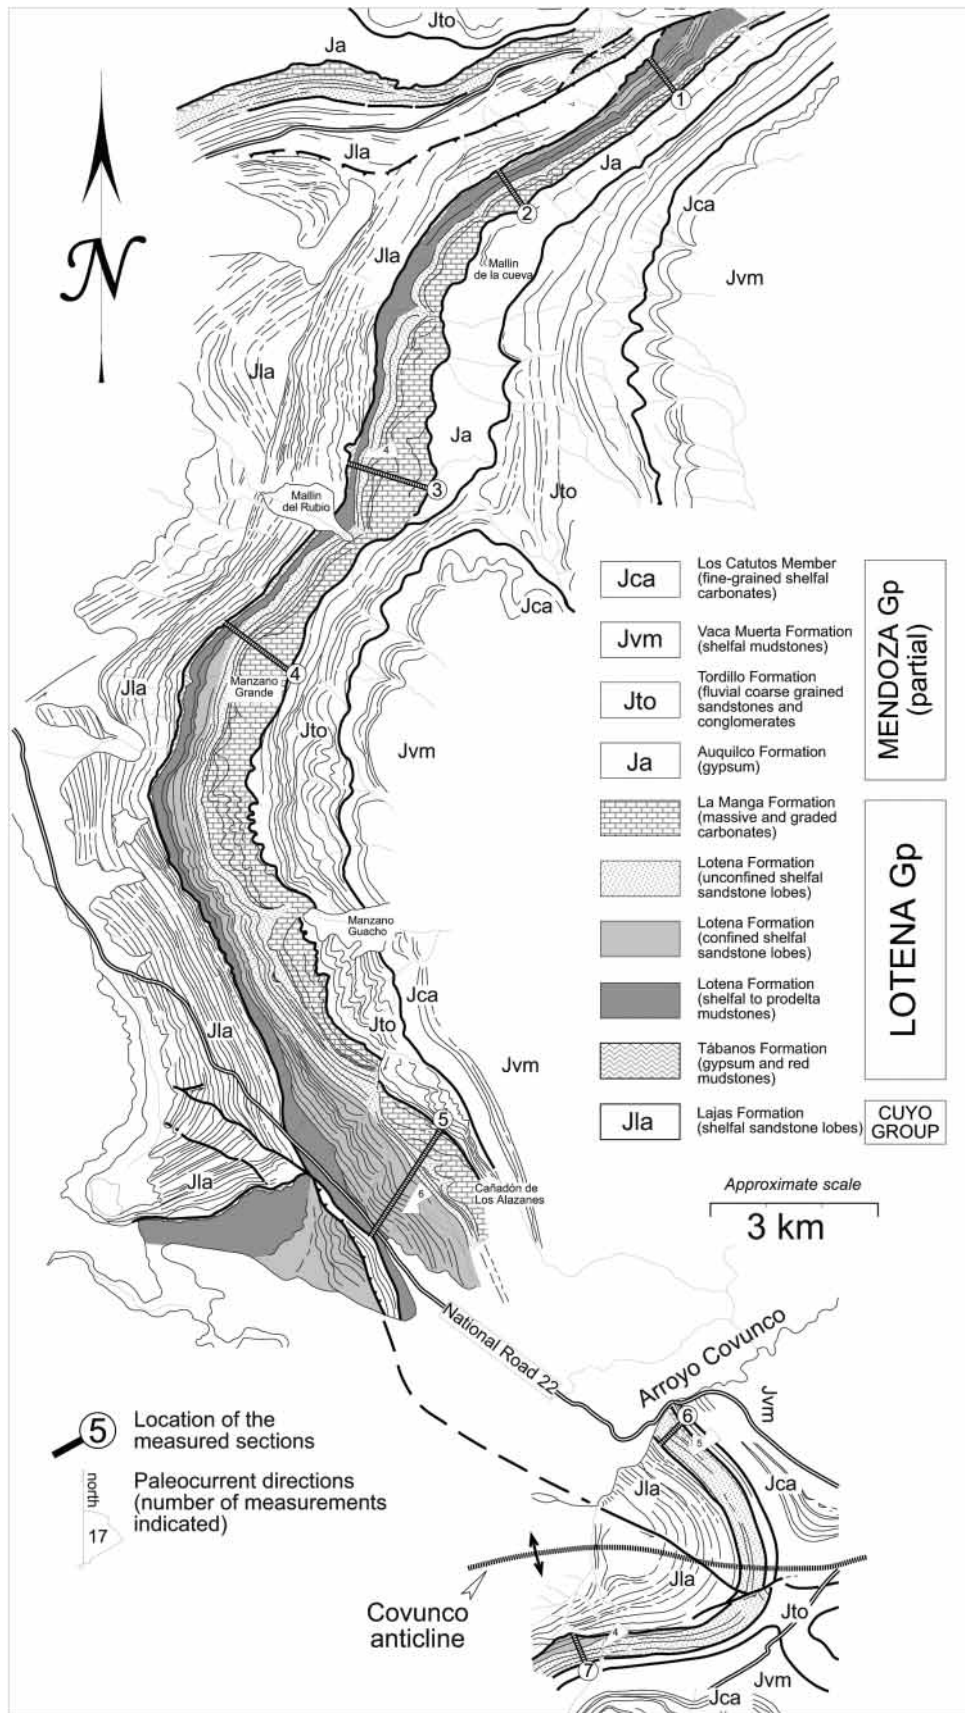 Jto
Ja
1
Jla
Ja
2
Jca
Mallin
de la cueva
Jla
Jvm
Jla
Ja
4
3
Mallin
del Rubio
Jto
Jca
4
Manzano
Grande
Jla
Jto
Jvm
Manzano
Guacho
Jca
Jto
Jla
Jvm
5
Jla
6
Cañadón de
Los Alazanes
N
Jca
Los Catutos Member
(fine-grained shelfal
carbonates)
Jvm
Vaca Muerta Formation
(shelfal mudstones)
Jto
Tordillo Formation
(fluvial coarse grained
sandstones and
conglomerates
Ja
Auquilco Formation
(gypsum)
MENDOZA Gp
(partial)
La Manga Formation
(massive and graded
carbonates)
Lotena Formation
(unconfined shelfal
sandstone lobes)
Lotena Formation
(confined shelfal
sandstone lobes)
Lotena Formation
(shelfal to prodelta
mudstones)
Tábanos Formation
(gypsum and red
mudstones)
LOTENA Gp
Jla
Lajas Formation
(shelfal sandstone lobes)
CUYO
GROUP
Approximate scale
3 km
National Road 22
Arroyo Covunco
6
5
Jvm
Jla
Jca
Jla
Jto
4
7
Jvm
Jca
Covunco
anticline
5
Location of the
measured sections
north
17
Paleocurrent directions
(number of measurements
indicated)